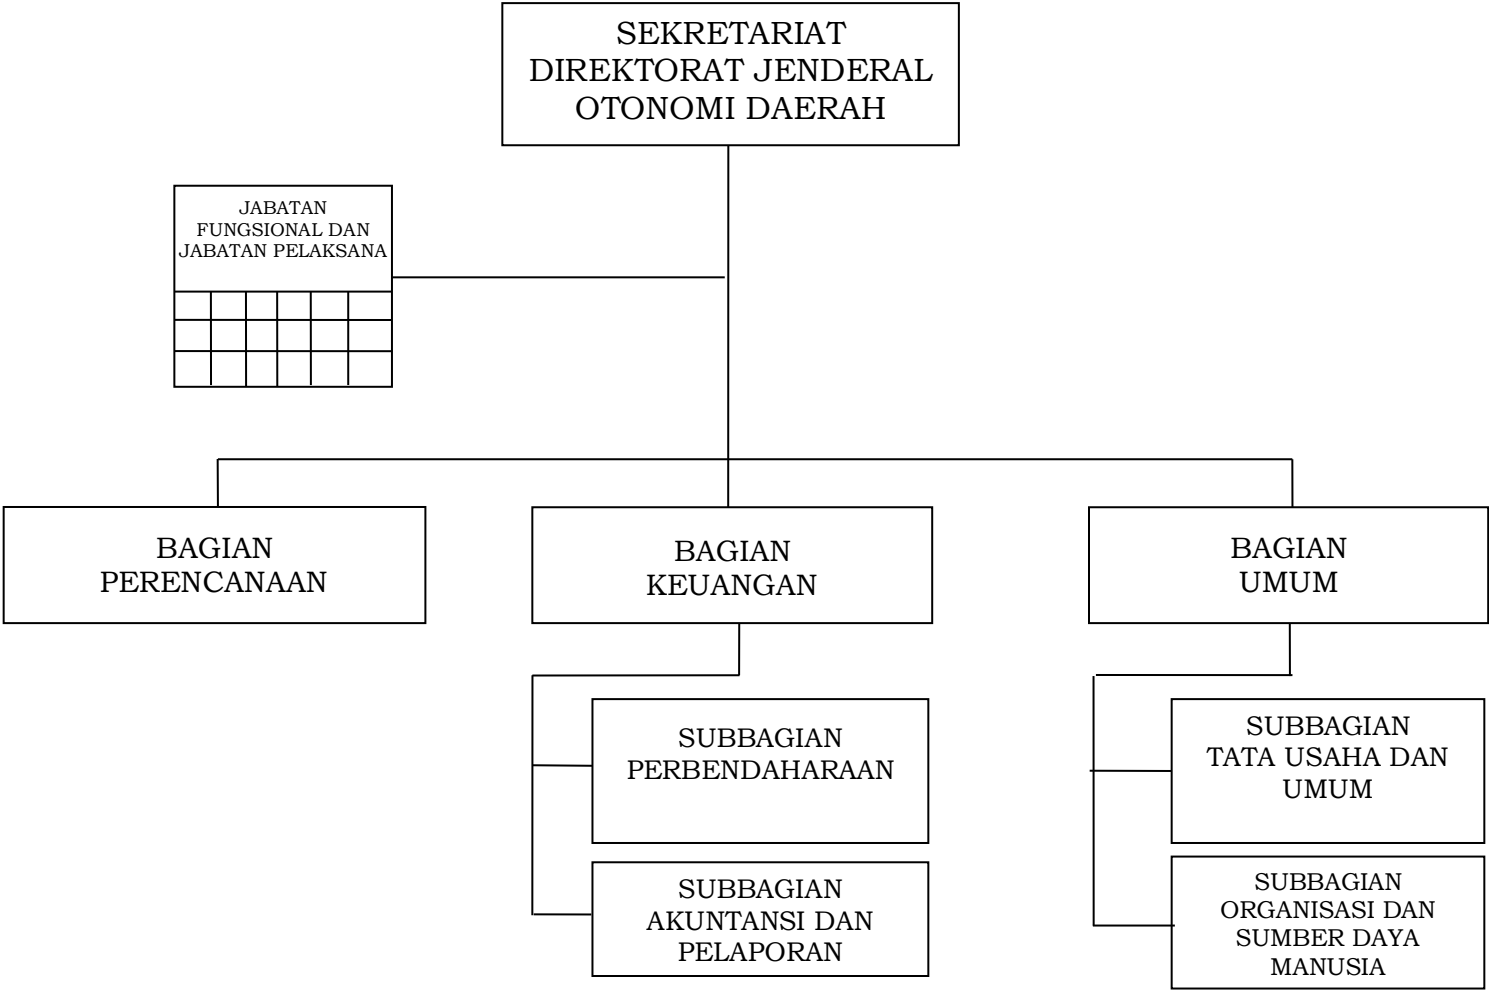 SEKRETARIAT
DIREKTORAT JENDERAL
OTONOMI DAERAH
JABATAN
FUNGSIONAL DAN
JABATAN PELAKSANA
BAGIAN
PERENCANAAN
BAGIAN
KEUANGAN
BAGIAN
UMUM
SUBBAGIAN
PERBENDAHARAAN
SUBBAGIAN
TATA USAHA DAN
UMUM
SUBBAGIAN
AKUNTANSI DAN
PELAPORAN
SUBBAGIAN
ORGANISASI DAN
SUMBER DAYA
MANUSIA